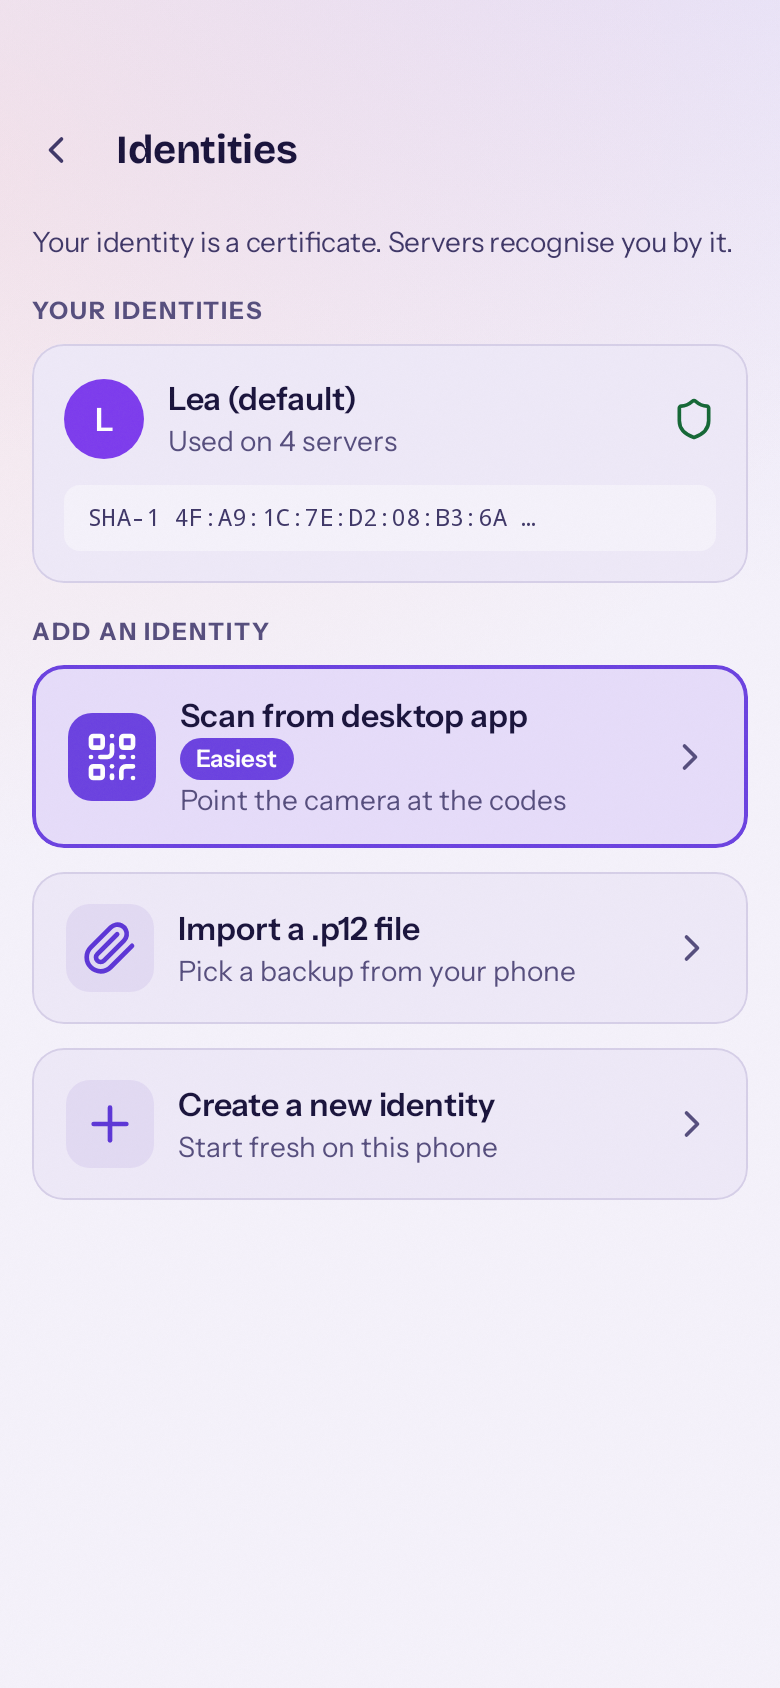 Identities
Your identity is a certificate. Servers recognise you by it.
YOUR IDENTITIES
L
Lea (default)
Used on 4 servers
SHA-1 4F:A9:1C:7E:D2:08:B3:6A …
ADD AN IDENTITY
Scan from desktop app
Easiest
Point the camera at the codes
Import a .p12 file
Pick a backup from your phone
Create a new identity
Start fresh on this phone